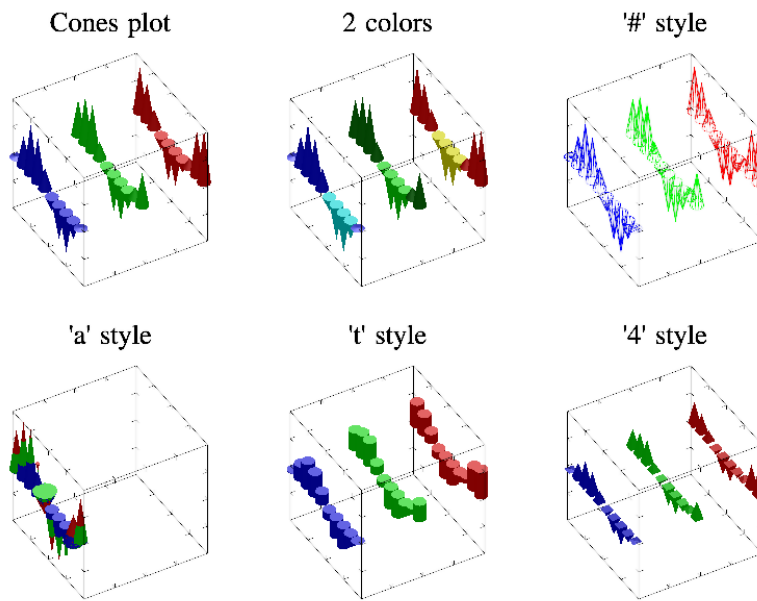 Cones plot
2 colors
'#' style
'a' style
't' style
'4' style